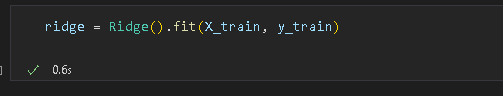 ridge = Ridge().fit(X_train, y_train)
] ✓ 0.6s